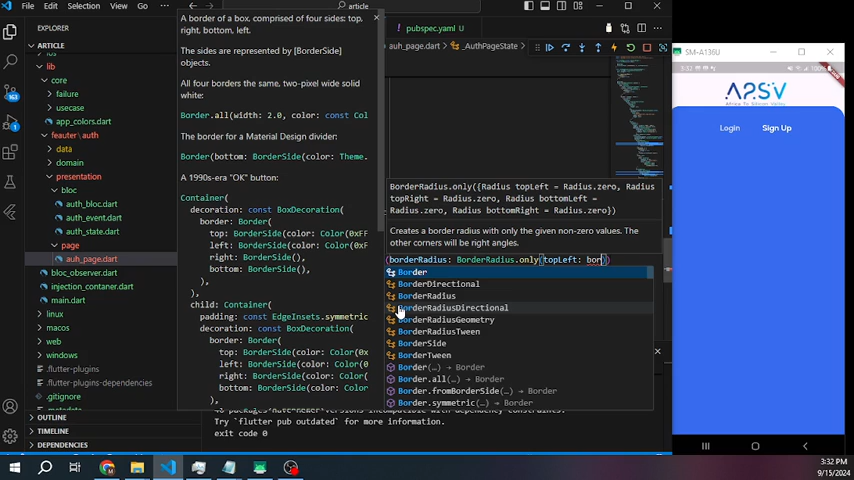 File
Edit
Selection
View
Go
article
EXPLORER
ARTICLE
ios
lib
core
failure
usecase
app_colors.dart
feauter\auth
data
domain
presentation
bloc
auth_bloc.dart
auth_event.dart
auth_state.dart
page
auh_page.dart
bloc_observer.dart
injection_contaner.dart
main.dart
linux
macos
web
windows
.flutter-plugins
.flutter-plugins-dependencies
.gitignore
.metadata
OUTLINE
TIMELINE
DEPENDENCIES
A border of a box, comprised of four sides: top,
right, bottom, left.
The sides are represented by [BorderSide]
objects.
All four borders the same, two-pixel wide solid
white:
Border.all(width: 2.0, color: const Col
The border for a Material Design divider:
Border(bottom: BorderSide(color: Theme.
A 1990s-era "OK" button:
Container(
decoration: const BoxDecoration(
border: Border(
top: BorderSide(color: Color(0xFF
left: BorderSide(color: Color(0xF
right: BorderSide(),
bottom: BorderSide(),
),
),
child: Container(
padding: const EdgeInsets.symmetric
decoration: const BoxDecoration(
border: Border(
top: BorderSide(color: Color(0x
left: BorderSide(color: Color(0
right: BorderSide(color: Color(
bottom: BorderSide(color: Color
),
pubspec.yaml
auh_page.dart
_AuthPageState
BorderRadius.only({Radius topLeft = Radius.zero, Radius
topRight = Radius.zero, Radius bottomLeft =
Radius.zero, Radius bottomRight = Radius.zero})
Creates a border radius with only the given non-zero values. The
other corners will be right angles.
(borderRadius: BorderRadius.only(topLeft: bor))
Border
BorderDirectional
BorderRadius
BorderRadiusDirectional
BorderRadiusGeometry
BorderRadiusTween
BorderSide
BorderTween
Border(…) → Border
Border.all(…) → Border
Border.fromBorderSide(…) → Border
Border.symmetric(…) → Border
Try `flutter pub outdated` for more information.
exit code 0
SM-A136U
3:32
APSV
Africa To Silicon Valley
Login
Sign Up
3:32 PM
9/15/2024